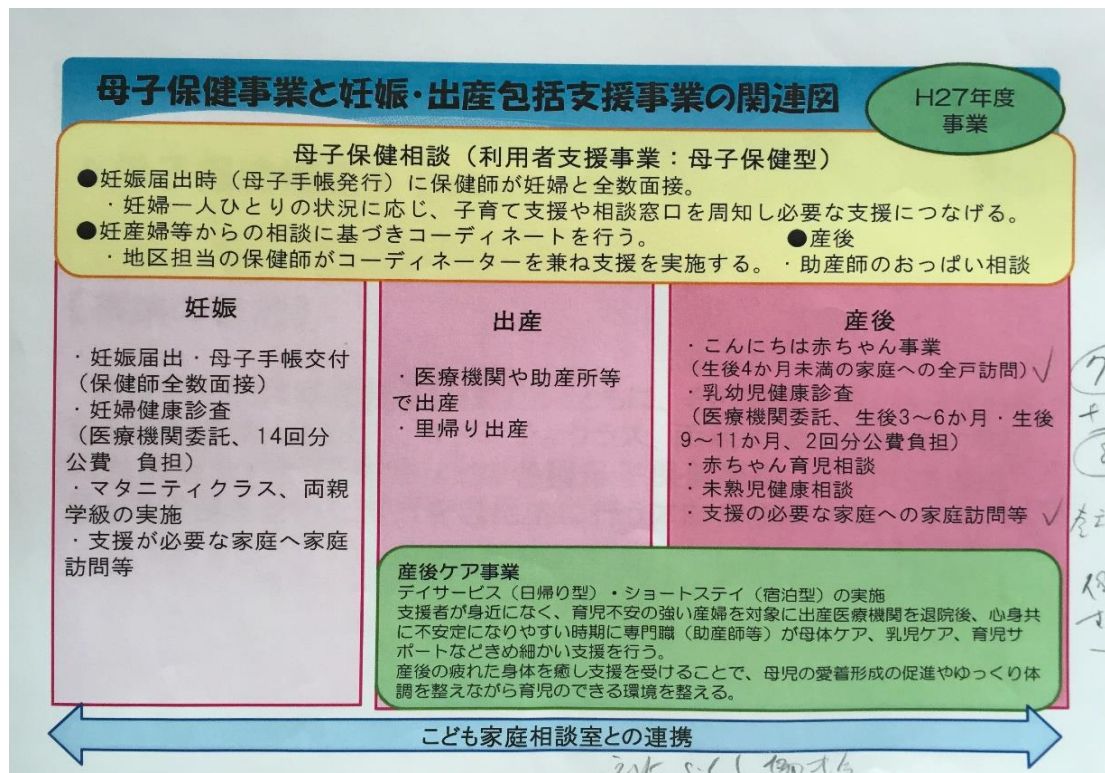 母子保健事業と妊娠・出産包括支援事業の関連図
H27年度
事業
母子保健相談（利用者支援事業：母子保健型）
●妊娠届出時（母子手帳発行）に保健師が妊婦と全数面接。
・妊婦一人ひとりの状況に応じ、子育て支援や相談窓口を周知し必要な支援につなげる。
●妊産婦等からの相談に基づきコーディネートを行う。
・地区担当の保健師がコーディネーターを兼ね支援を実施する。
●産後
・助産師のおっぱい相談
妊娠
・妊娠届出・母子手帳交付
（保健師全数面接）
・妊婦健康診査
（医療機関委託、14回分
公費　負担）
・マタニティクラス、両親
学級の実施
・支援が必要な家庭へ家庭
訪問等
出産
・医療機関や助産所等
で出産
・里帰り出産
産後
・こんにちは赤ちゃん事業
（生後4か月未満の家庭への全戸訪問）
・乳幼児健康診査
（医療機関委託、生後3～6か月・生後
9～11か月、2回分公費負担）
・赤ちゃん育児相談
・未熟児健康相談
・支援の必要な家庭への家庭訪問等
産後ケア事業
デイサービス（日帰り型）・ショートステイ（宿泊型）の実施
支援者が身近になく、育児不安の強い産婦を対象に出産医療機関を退院後、心身共
に不安定になりやすい時期に専門職（助産師等）が母体ケア、乳児ケア、育児サ
ポートなどきめ細かい支援を行う。
産後の疲れた身体を癒し支援を受けることで、母児の愛着形成の促進やゆっくり体
調を整えながら育児のできる環境を整える。
こども家庭相談室との連携